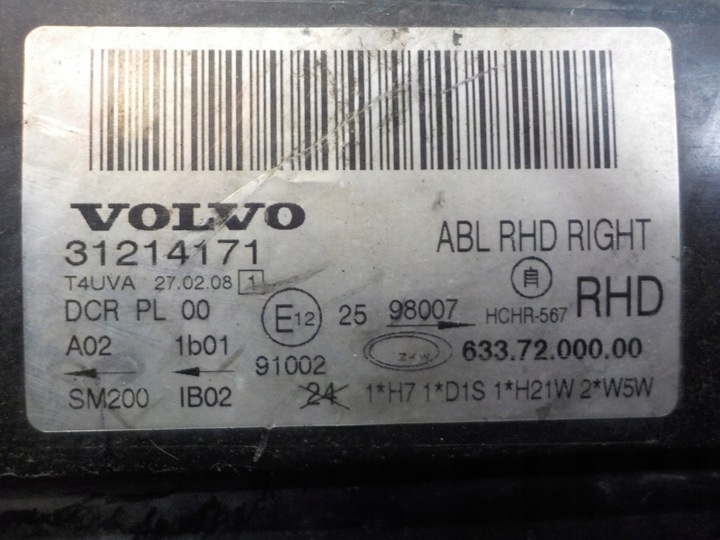 VOLVO
31214171
ABL RHD RIGHT
T4UVA 27.02.08 1
DCR PL 00
E12 25 98007
自
HCHR-567
RHD
A02 1b01
91002
ZKW 633.72.000.00
SM200 IB02
24 1*H7 1*D1S 1*H21W 2*W5W